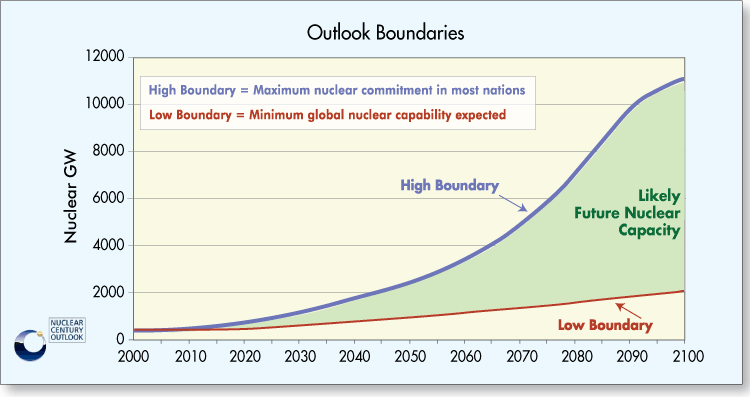 Outlook Boundaries
12000
10000
8000
6000
4000
2000
0
Nuclear GW
High Boundary = Maximum nuclear commitment in most nations
Low Boundary = Minimum global nuclear capability expected
High Boundary
Likely
Future Nuclear
Capacity
Low Boundary
2000 2010 2020 2030 2040 2050 2060 2070 2080 2090 2100
NUCLEAR
CENTURY
OUTLOOK